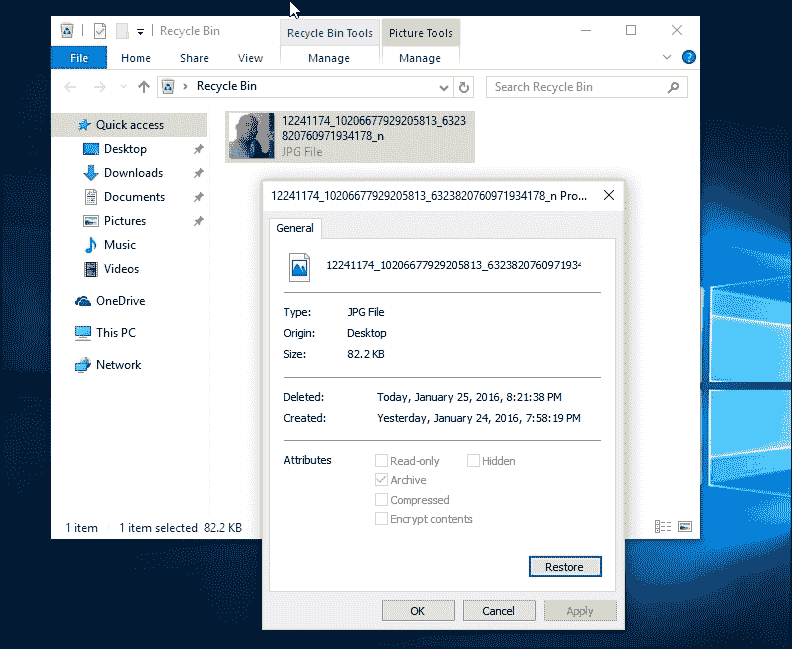 Recycle Bin
Recycle Bin Tools
Picture Tools
File
Home
Share
View
Manage
Manage
Recycle Bin
Search Recycle Bin
Quick access
Desktop
Downloads
Documents
Pictures
Music
Videos
OneDrive
This PC
Network
12241174_10206677929205813_6323
820760971934178_n
JPG File
12241174_10206677929205813_6323820760971934178_n Pro...
General
12241174_10206677929205813_6323820760971934
Type: JPG File
Origin: Desktop
Size: 82.2 KB
Deleted: Today, January 25, 2016, 8:21:38 PM
Created: Yesterday, January 24, 2016, 7:58:19 PM
Attributes
Read-only
Hidden
Archive
Compressed
Encrypt contents
Restore
OK
Cancel
Apply
1 item
1 item selected 82.2 KB